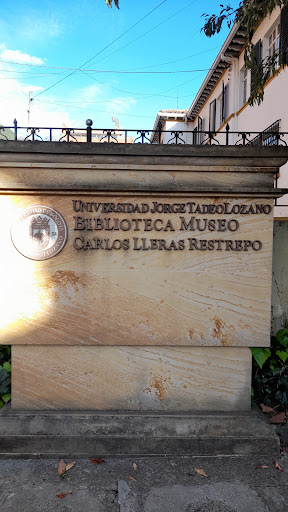 Universidad Jorge Tadeo Lozano
Biblioteca Museo
Carlos Lleras Restrepo